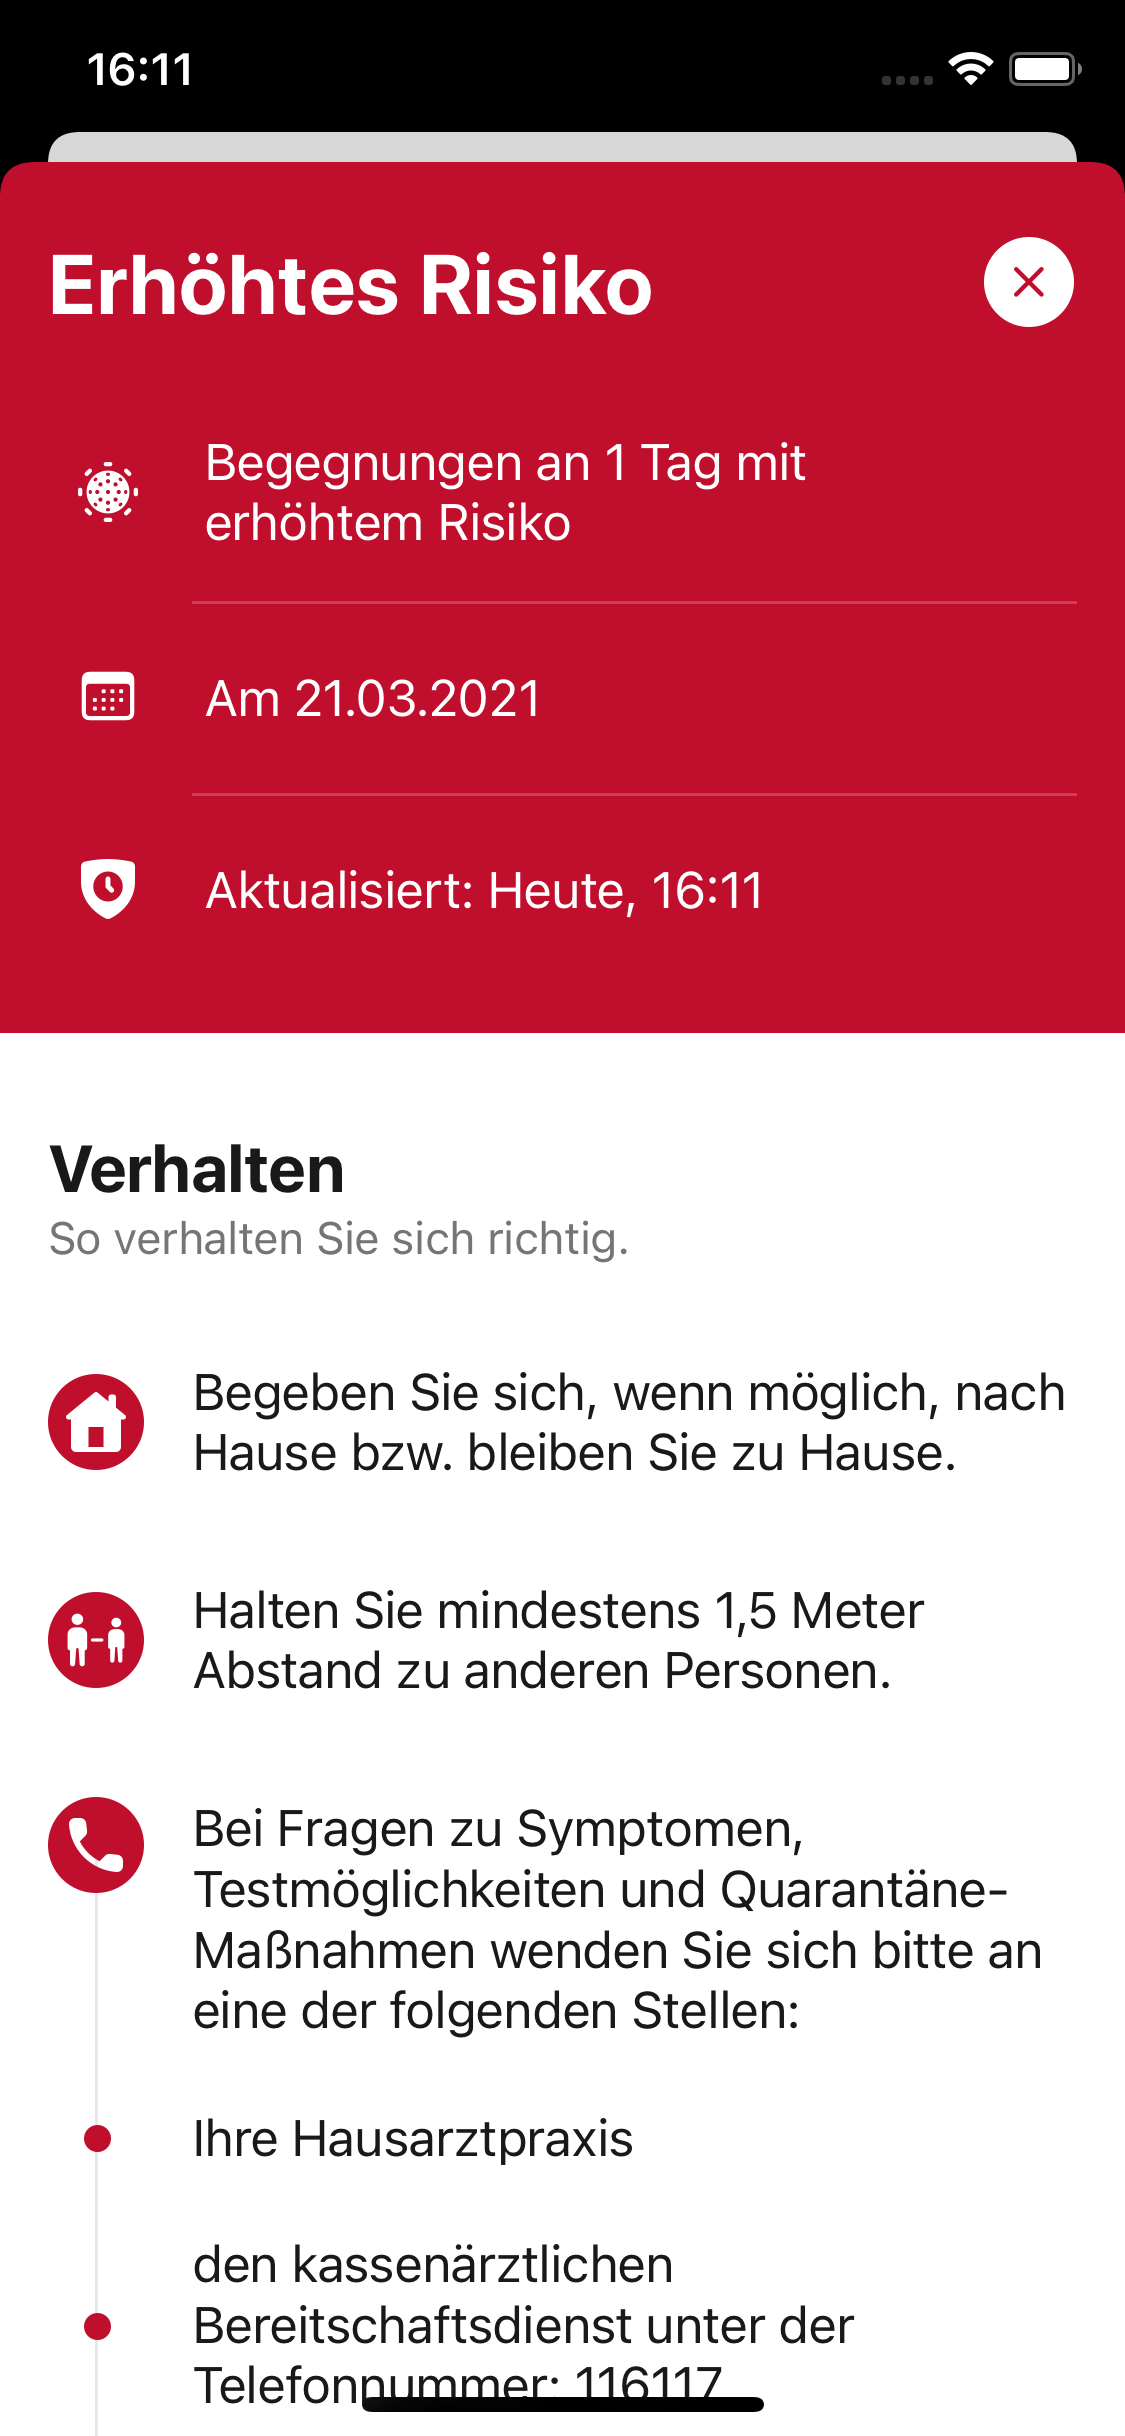 16:11
Erhöhtes Risiko
Begegnungen an 1 Tag mit
erhöhtem Risiko
Am 21.03.2021
Aktualisiert: Heute, 16:11
Verhalten
So verhalten Sie sich richtig.
Begeben Sie sich, wenn möglich, nach
Hause bzw. bleiben Sie zu Hause.
Halten Sie mindestens 1,5 Meter
Abstand zu anderen Personen.
Bei Fragen zu Symptomen,
Testmöglichkeiten und Quarantäne-
Maßnahmen wenden Sie sich bitte an
eine der folgenden Stellen:
Ihre Hausarztpraxis
den kassenärztlichen
Bereitschaftsdienst unter der
Telefonnummer: 116117